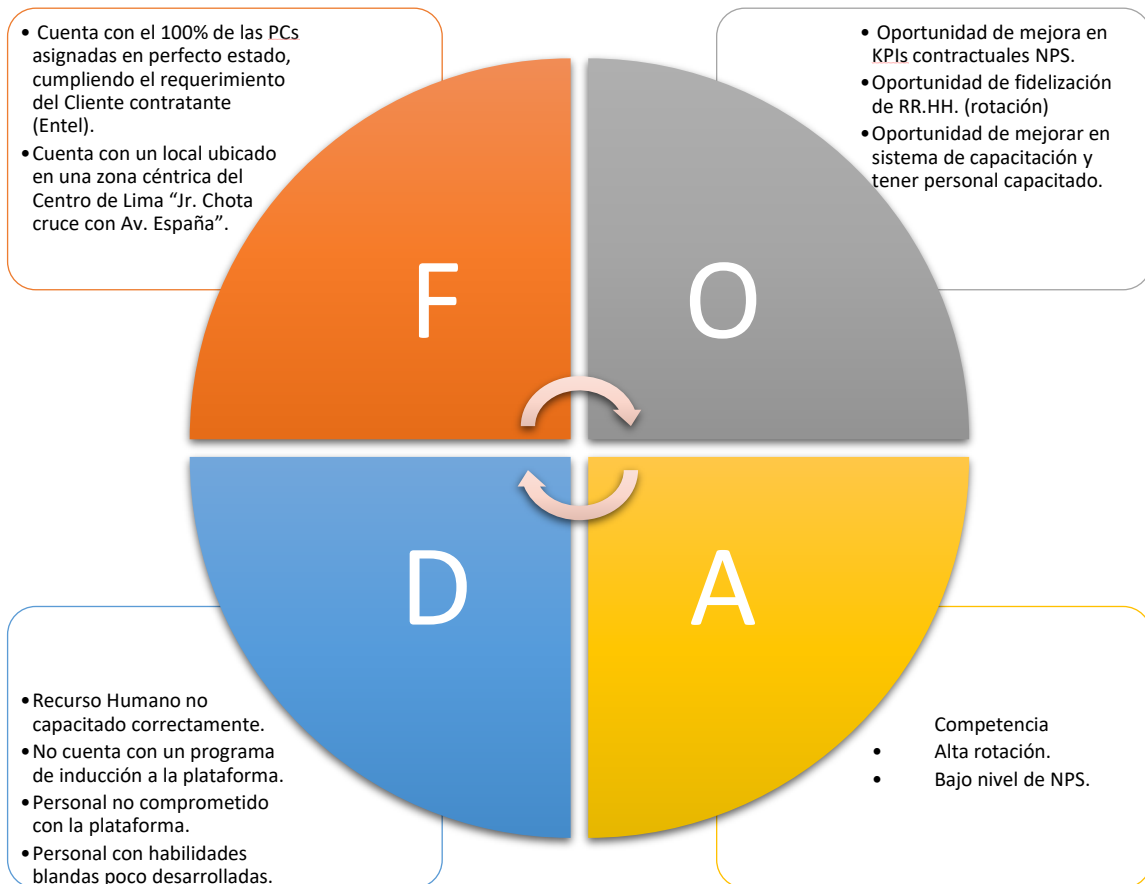 • Cuenta con el 100% de las PCs
asignadas en perfecto estado,
cumpliendo el requerimiento
del Cliente contratante
(Entel).
• Cuenta con un local ubicado
en una zona céntrica del
Centro de Lima “Jr. Chota
cruce con Av. España”.
• Oportunidad de mejora en
KPIs contractuales NPS.
• Oportunidad de fidelización
de RR.HH. (rotación)
• Oportunidad de mejorar en
sistema de capacitación y
tener personal capacitado.
F
O
D
A
• Recurso Humano no
capacitado correctamente.
• No cuenta con un programa
de inducción a la plataforma.
• Personal no comprometido
con la plataforma.
• Personal con habilidades
blandas poco desarrolladas.
Competencia
• Alta rotación.
• Bajo nivel de NPS.